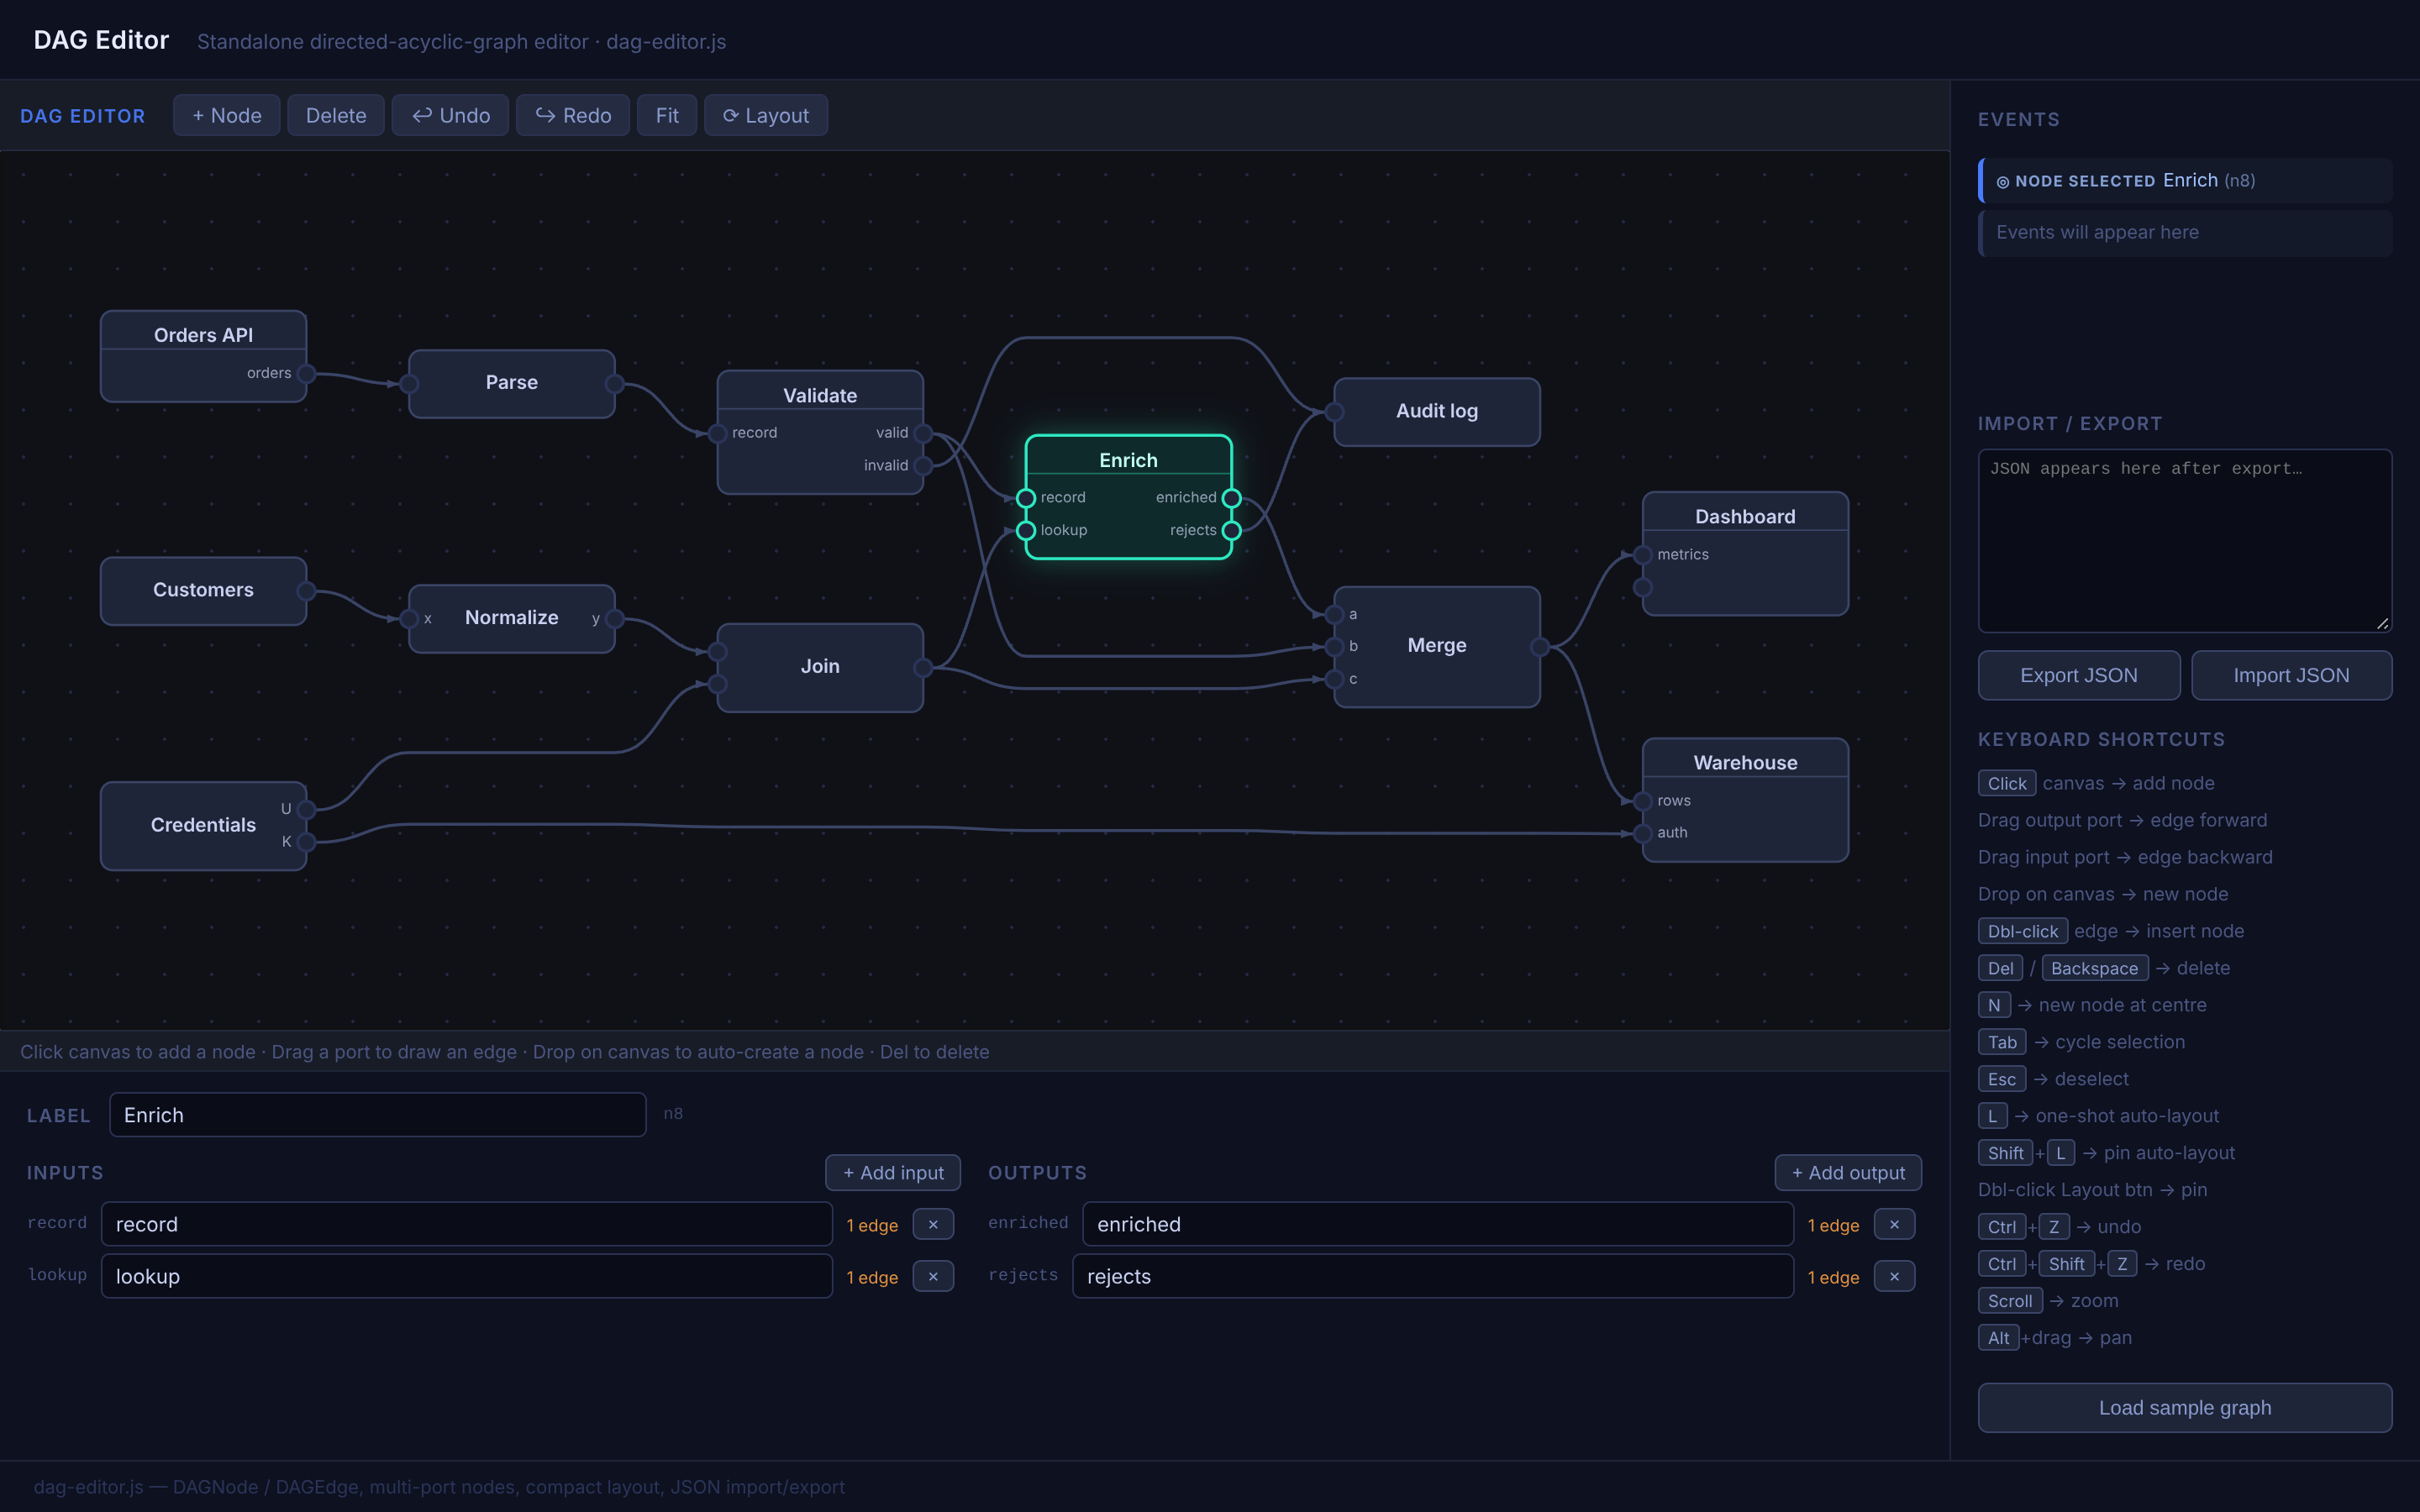 DAG Editor Standalone directed-acyclic-graph editor · dag-editor.js
DAG EDITOR + Node Delete ↩ Undo ↪ Redo Fit ⟳ Layout
Orders API
orders
Parse
Validate
record valid
invalid
Enrich
record enriched
lookup rejects
Audit log
Customers
x Normalize y
Join
a
b Merge
c
Dashboard
metrics
Credentials
U
K
Warehouse
rows
auth
Click canvas to add a node · Drag a port to draw an edge · Drop on canvas to auto-create a node · Del to delete
LABEL Enrich n8
INPUTS + Add input
record record 1 edge ×
lookup lookup 1 edge ×
OUTPUTS + Add output
enriched enriched 1 edge ×
rejects rejects 1 edge ×
EVENTS
◎ NODE SELECTED Enrich (n8)
Events will appear here
IMPORT / EXPORT
JSON appears here after export…
Export JSON Import JSON
KEYBOARD SHORTCUTS
Click canvas → add node
Drag output port → edge forward
Drag input port → edge backward
Drop on canvas → new node
Dbl-click edge → insert node
Del / Backspace → delete
N → new node at centre
Tab → cycle selection
Esc → deselect
L → one-shot auto-layout
Shift+L → pin auto-layout
Dbl-click Layout btn → pin
Ctrl+Z → undo
Ctrl+Shift+Z → redo
Scroll → zoom
Alt+drag → pan
Load sample graph
dag-editor.js — DAGNode / DAGEdge, multi-port nodes, compact layout, JSON import/export